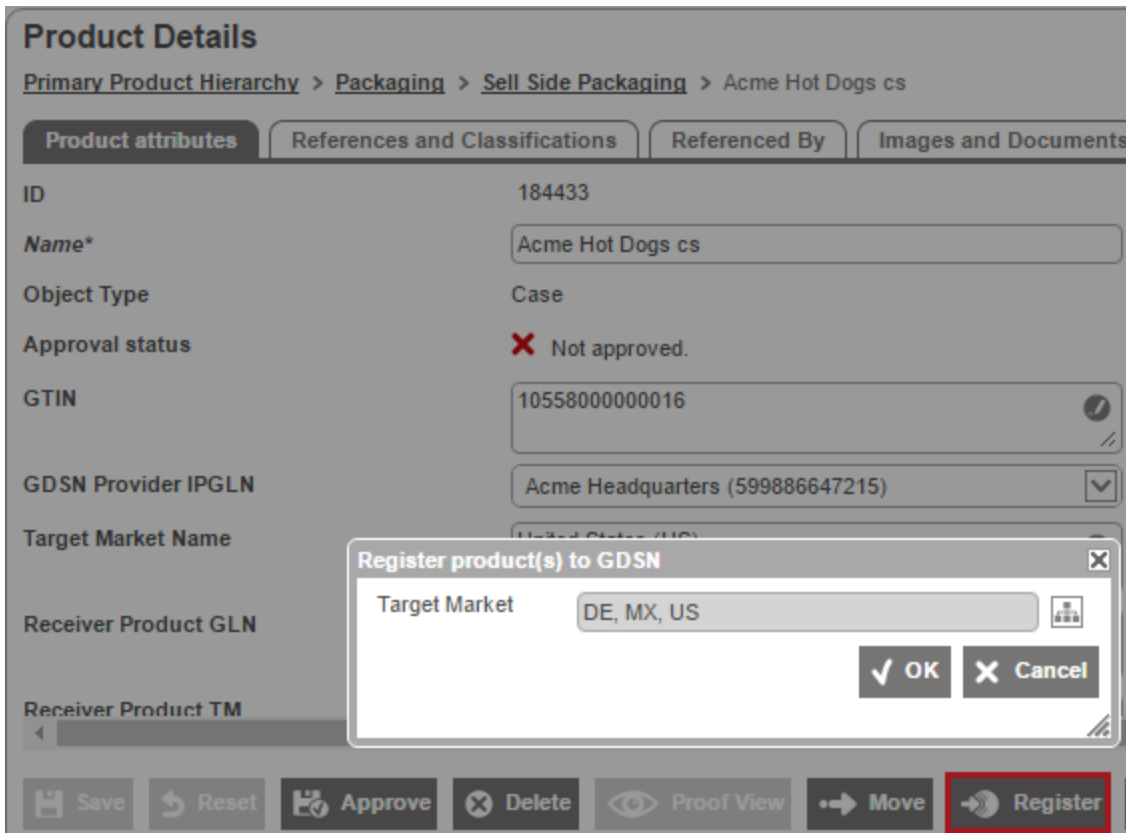 Product Details
Primary Product Hierarchy > Packaging > Sell Side Packaging > Acme Hot Dogs cs
Product attributes References and Classifications Referenced By Images and Documents
ID 184433
Name* Acme Hot Dogs cs
Object Type Case
Approval status Not approved.
GTIN 10558000000016
GDSN Provider IPGLN Acme Headquarters (599886647215)
Target Market Name United States (US)
Register product(s) to GDSN
Target Market DE, MX, US
Receiver Product GLN
OK Cancel
Receiver Product TM
Save Reset Approve Delete Proof View Move Register